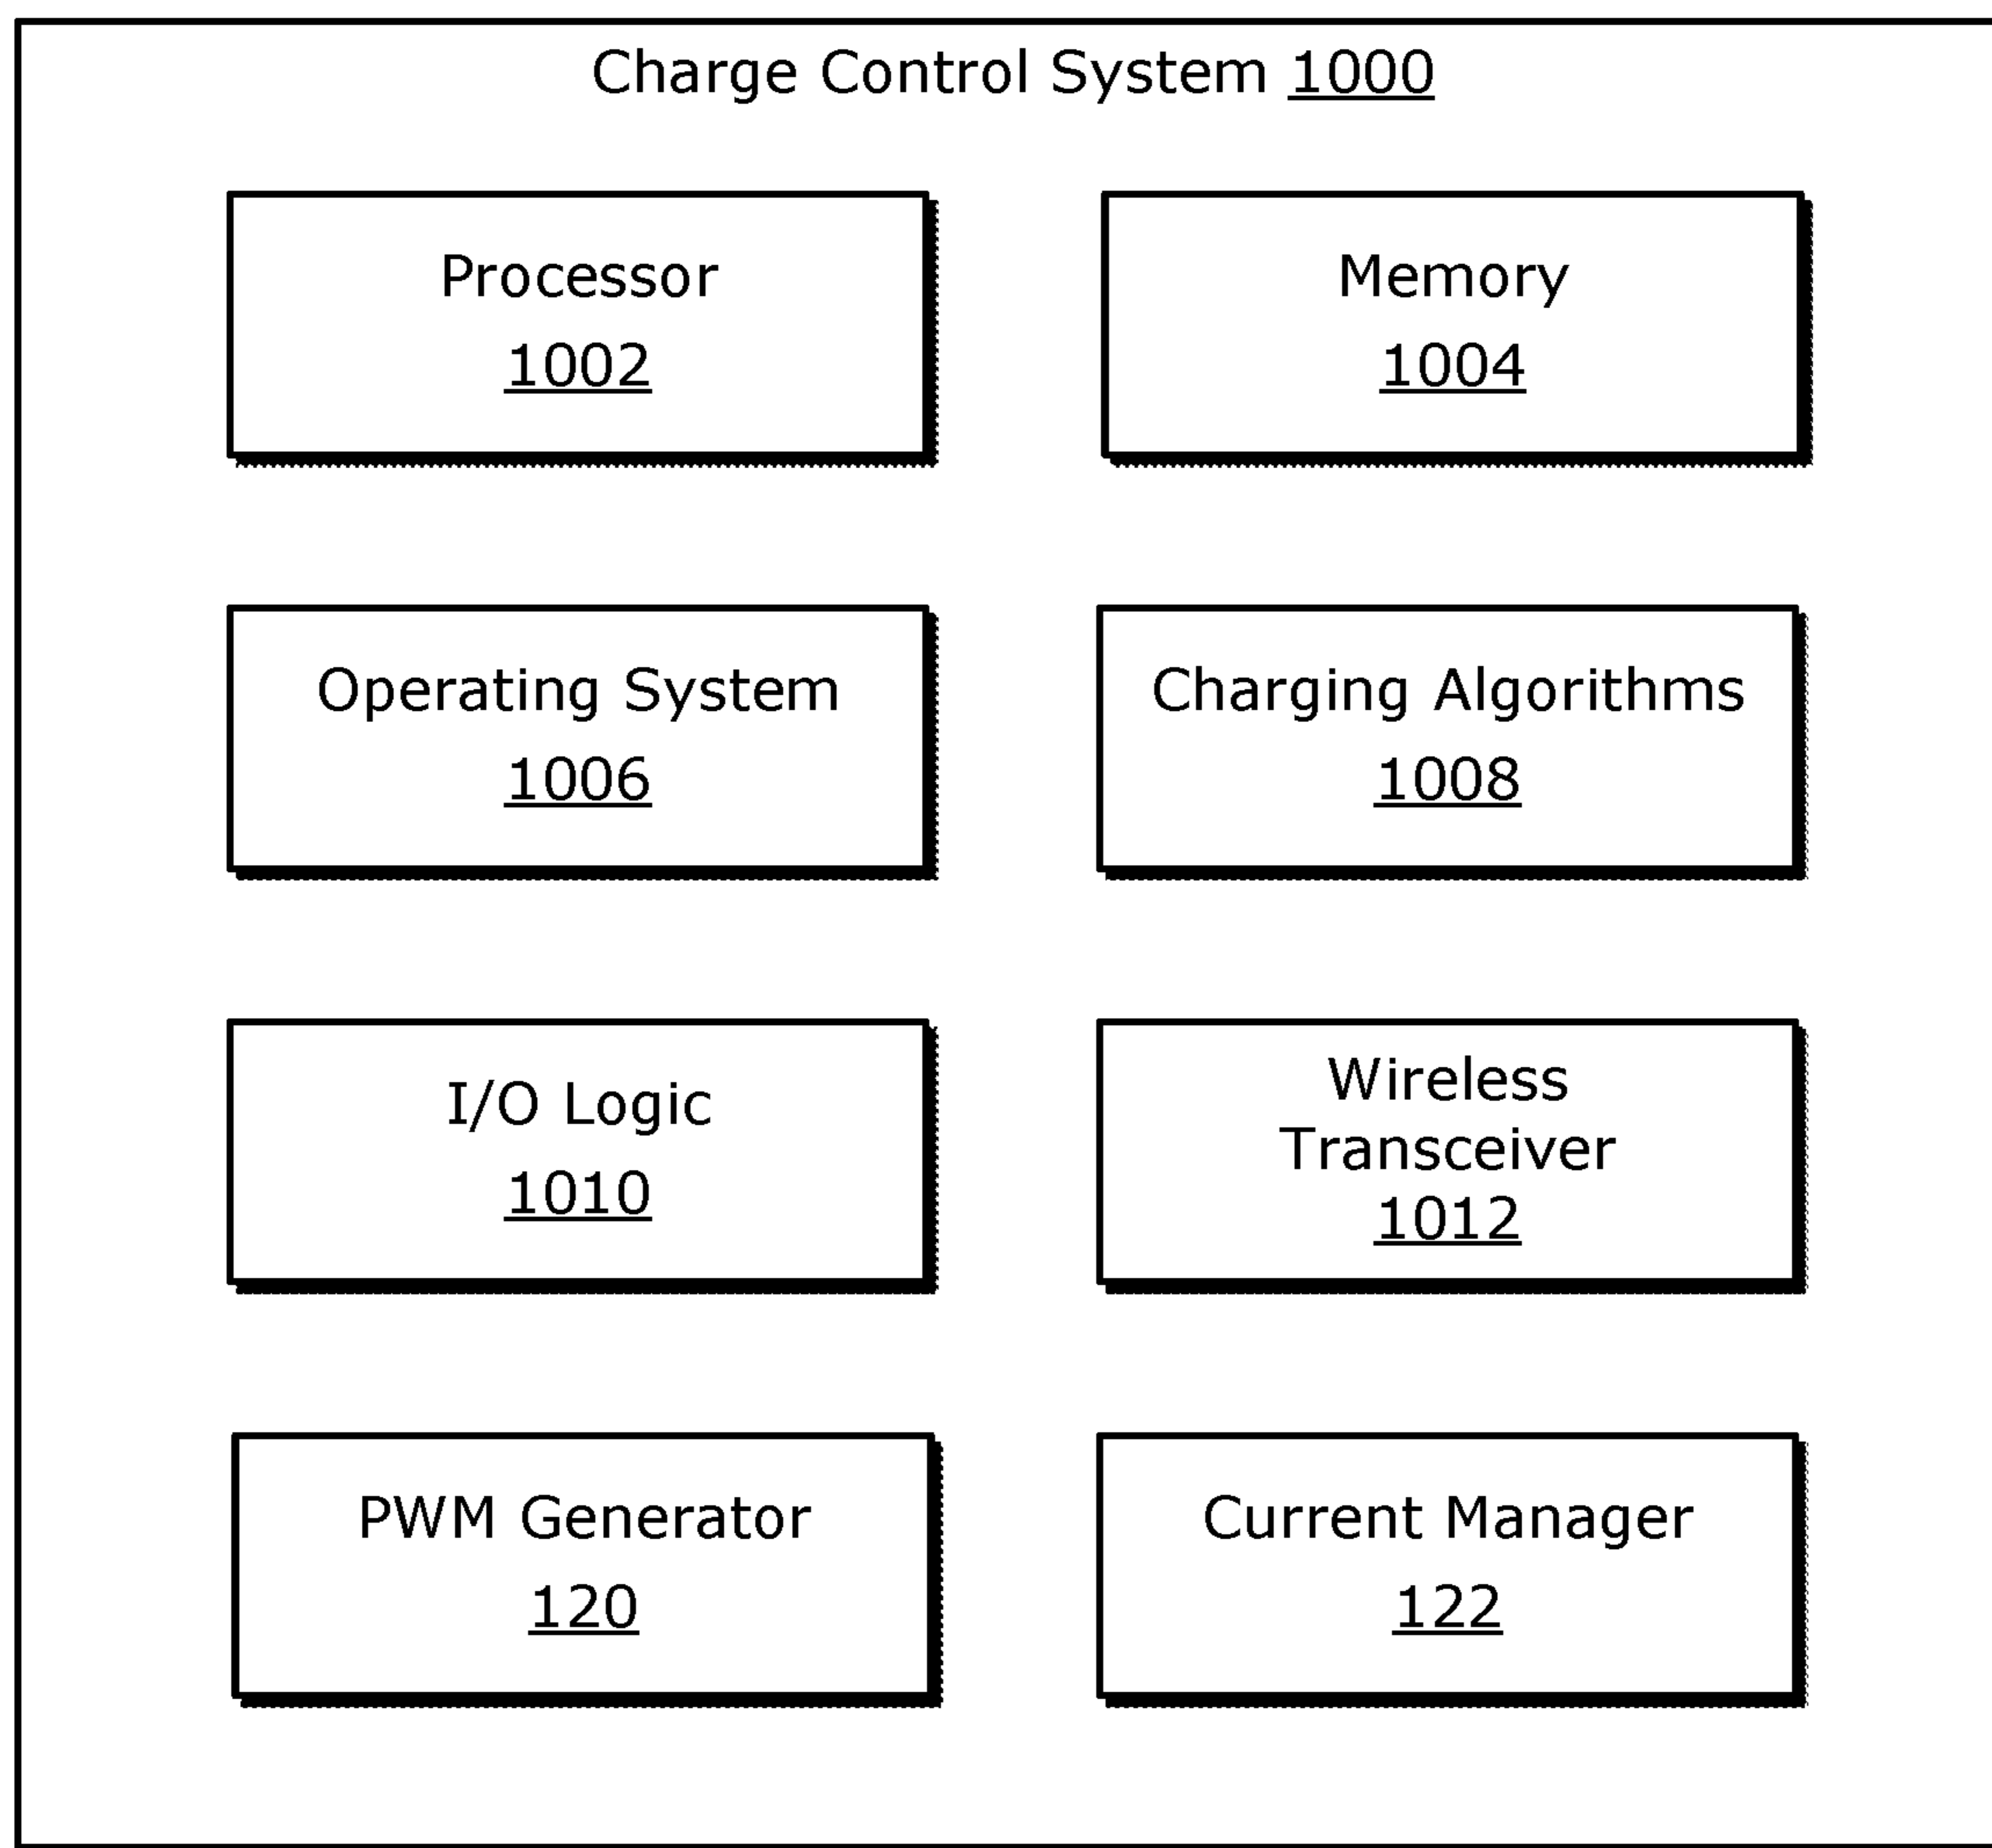 Charge Control System 1000
Processor
1002
Memory
1004
Operating System
1006
Charging Algorithms
1008
I/O Logic
1010
Wireless
Transceiver
1012
PWM Generator
120
Current Manager
122